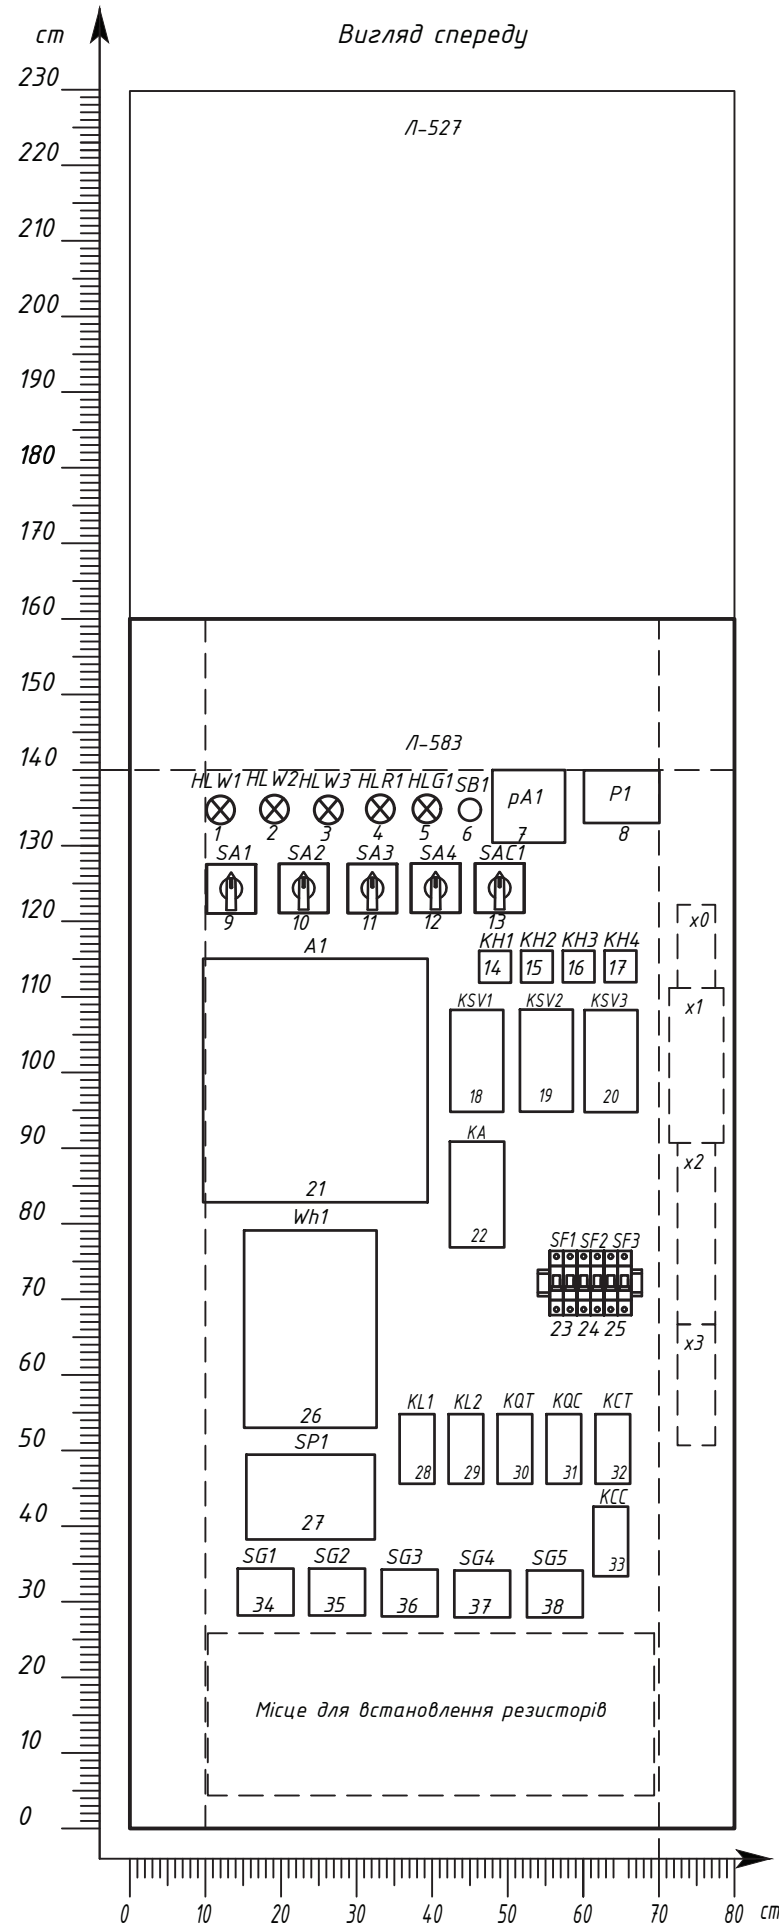 cm
Вигляд спереду
230
Л-527
220
210
200
190
180
170
160
150
Л-583
140
HLW1 HLW2 HLW3 HLR1 HLG1 SB1
pA1 P1
1 2 3 4 5 6 7 8
130
SA1 SA2 SA3 SA4 SAC1
9 10 11 12 13
120
x0
A1
KH1 KH2 KH3 KH4
14 15 16 17
110
KSV1 KSV2 KSV3
x1
100
18 19 20
90
KA
x2
21
22
80
Wh1
SF1 SF2 SF3
70
23 24 25
x3
60
KL1 KL2 KQT KQC KCT
26
50
SP1
28 29 30 31 32
KCC
40
27
33
SG1 SG2 SG3 SG4 SG5
30
34 35 36 37 38
20
Місце для встановлення резисторів
10
0
0 10 20 30 40 50 60 70 80 cm